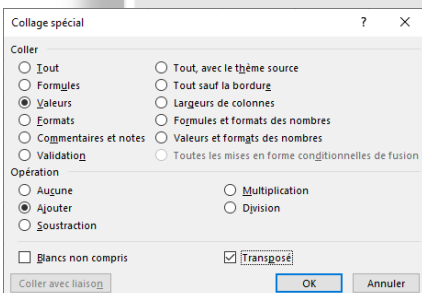 Collage spécial ? ×
Coller
Tout
Tout, avec le thème source
Formules
Tout sauf la bordure
Valeurs
Largeurs de colonnes
Formats
Formules et formats des nombres
Commentaires et notes
Valeurs et formats des nombres
Validation
Toutes les mises en forme conditionnelles de fusion
Opération
Aucune
Multiplication
Ajouter
Division
Soustraction
Blancs non compris
Transposé
Coller avec liaison
OK
Annuler